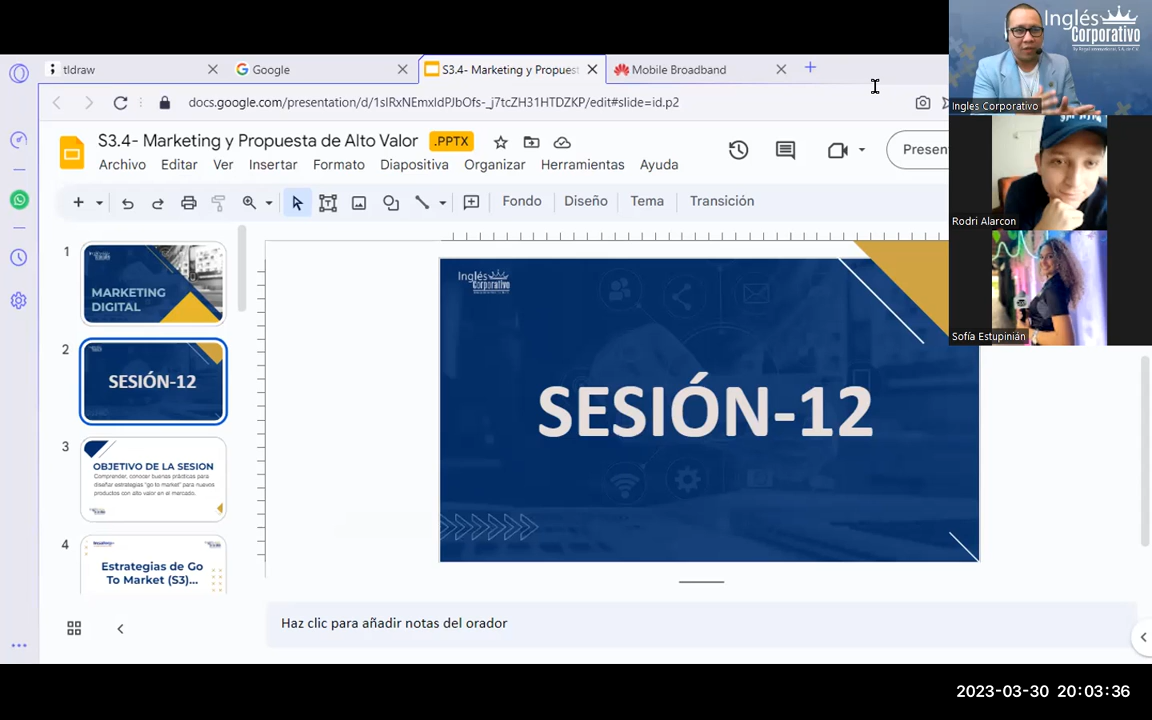 tldraw
Google
S3.4- Marketing y Propuest
Mobile Broadband
docs.google.com/presentation/d/1slRxNEmxIdPJbOfs-_j7tcZH31HTDZKP/edit#slide=id.p2
S3.4- Marketing y Propuesta de Alto Valor
.PPTX
Archivo
Editar
Ver
Insertar
Formato
Diapositiva
Organizar
Herramientas
Ayuda
Presen
Fondo
Diseño
Tema
Transición
1
MARKETING
DIGITAL
2
SESIÓN-12
3
OBJETIVO DE LA SESION
Comprender, conocer buenas prácticas para
diseñar estrategias "go to market" para nuevos
productos con alto valor en el mercado.
4
Estrategias de Go
To Market (S3)...
Inglés
Corporativo
SESIÓN-12
Haz clic para añadir notas del orador
Inglés
Corporativo
Ingles Corporativo
Rodri Alarcon
Sofía Estupinián
2023-03-30 20:03:36